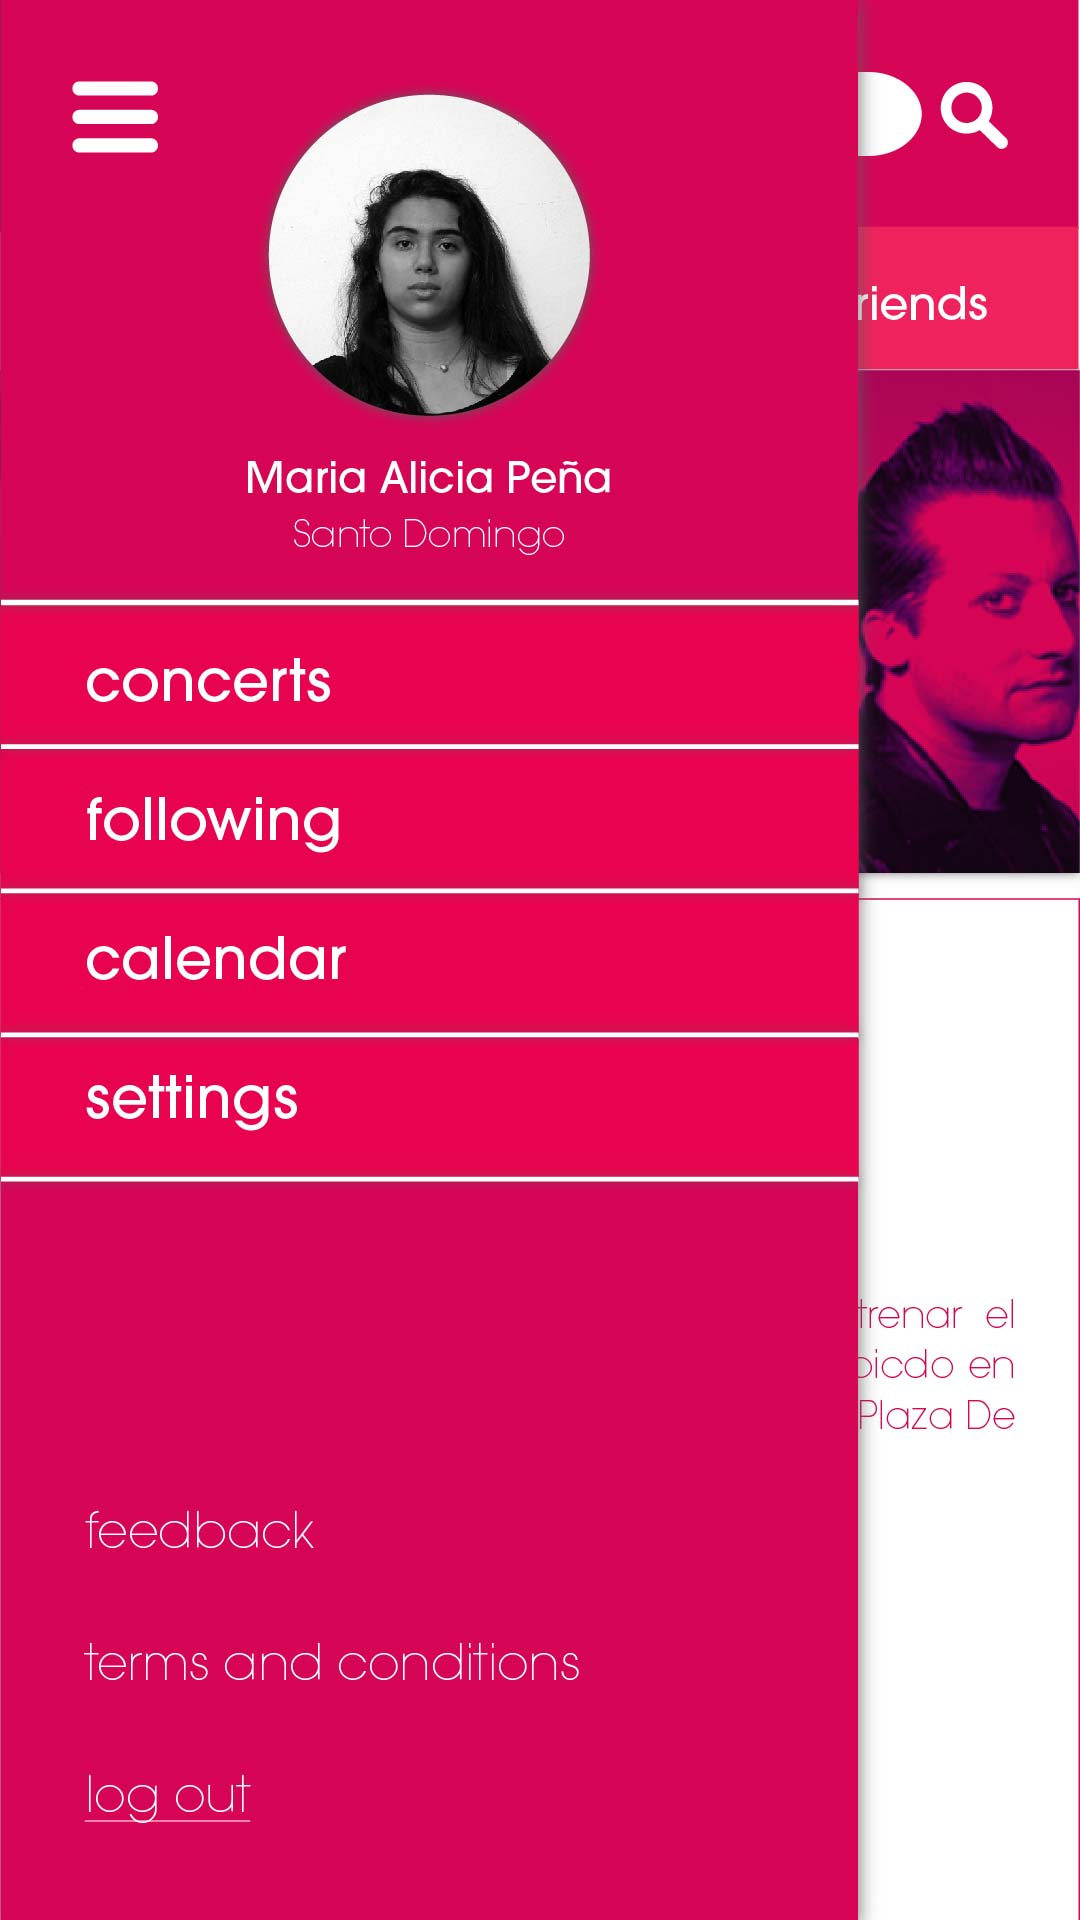 riends
Maria Alicia Peña
Santo Domingo
concerts
following
calendar
settings
trenar el
picdo en
Plaza De
feedback
terms and conditions
log out